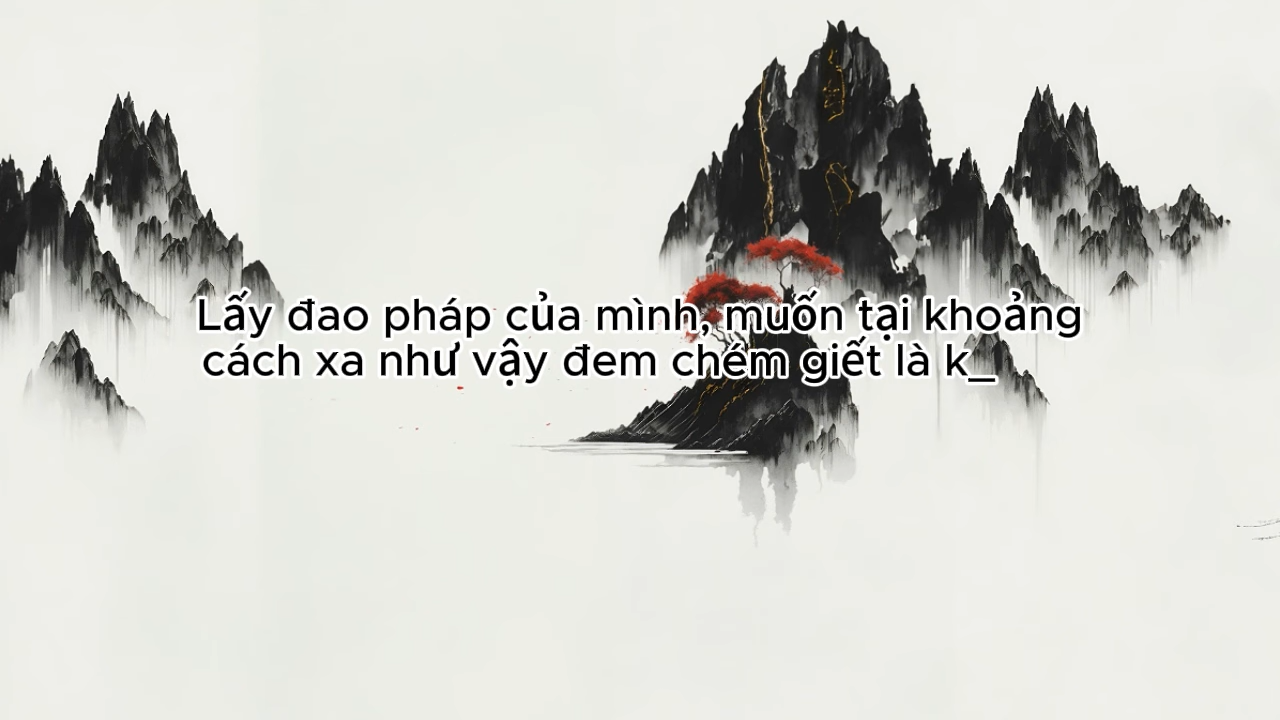 Lấy đao pháp của mình, muốn tại khoảng
cách xa như vậy đem chém giết là k_